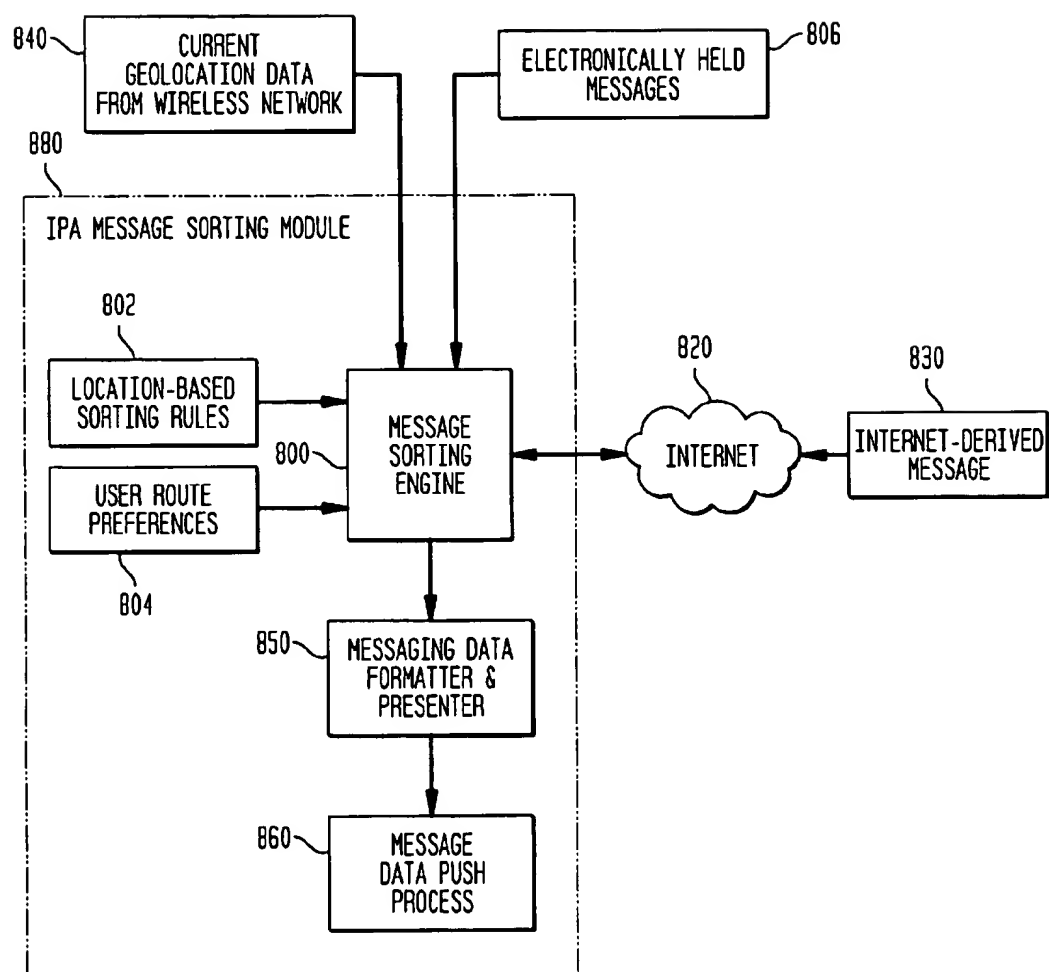 840
CURRENT
GEOLOCATION DATA
FROM WIRELESS NETWORK
806
ELECTRONICALLY HELD
MESSAGES
880
IPA MESSAGE SORTING MODULE
802
LOCATION-BASED
SORTING RULES
800
MESSAGE
SORTING
ENGINE
820
INTERNET
830
INTERNET-DERIVED
MESSAGE
USER ROUTE
PREFERENCES
804
850
MESSAGING DATA
FORMATTER &
PRESENTER
860
MESSAGE
DATA PUSH
PROCESS